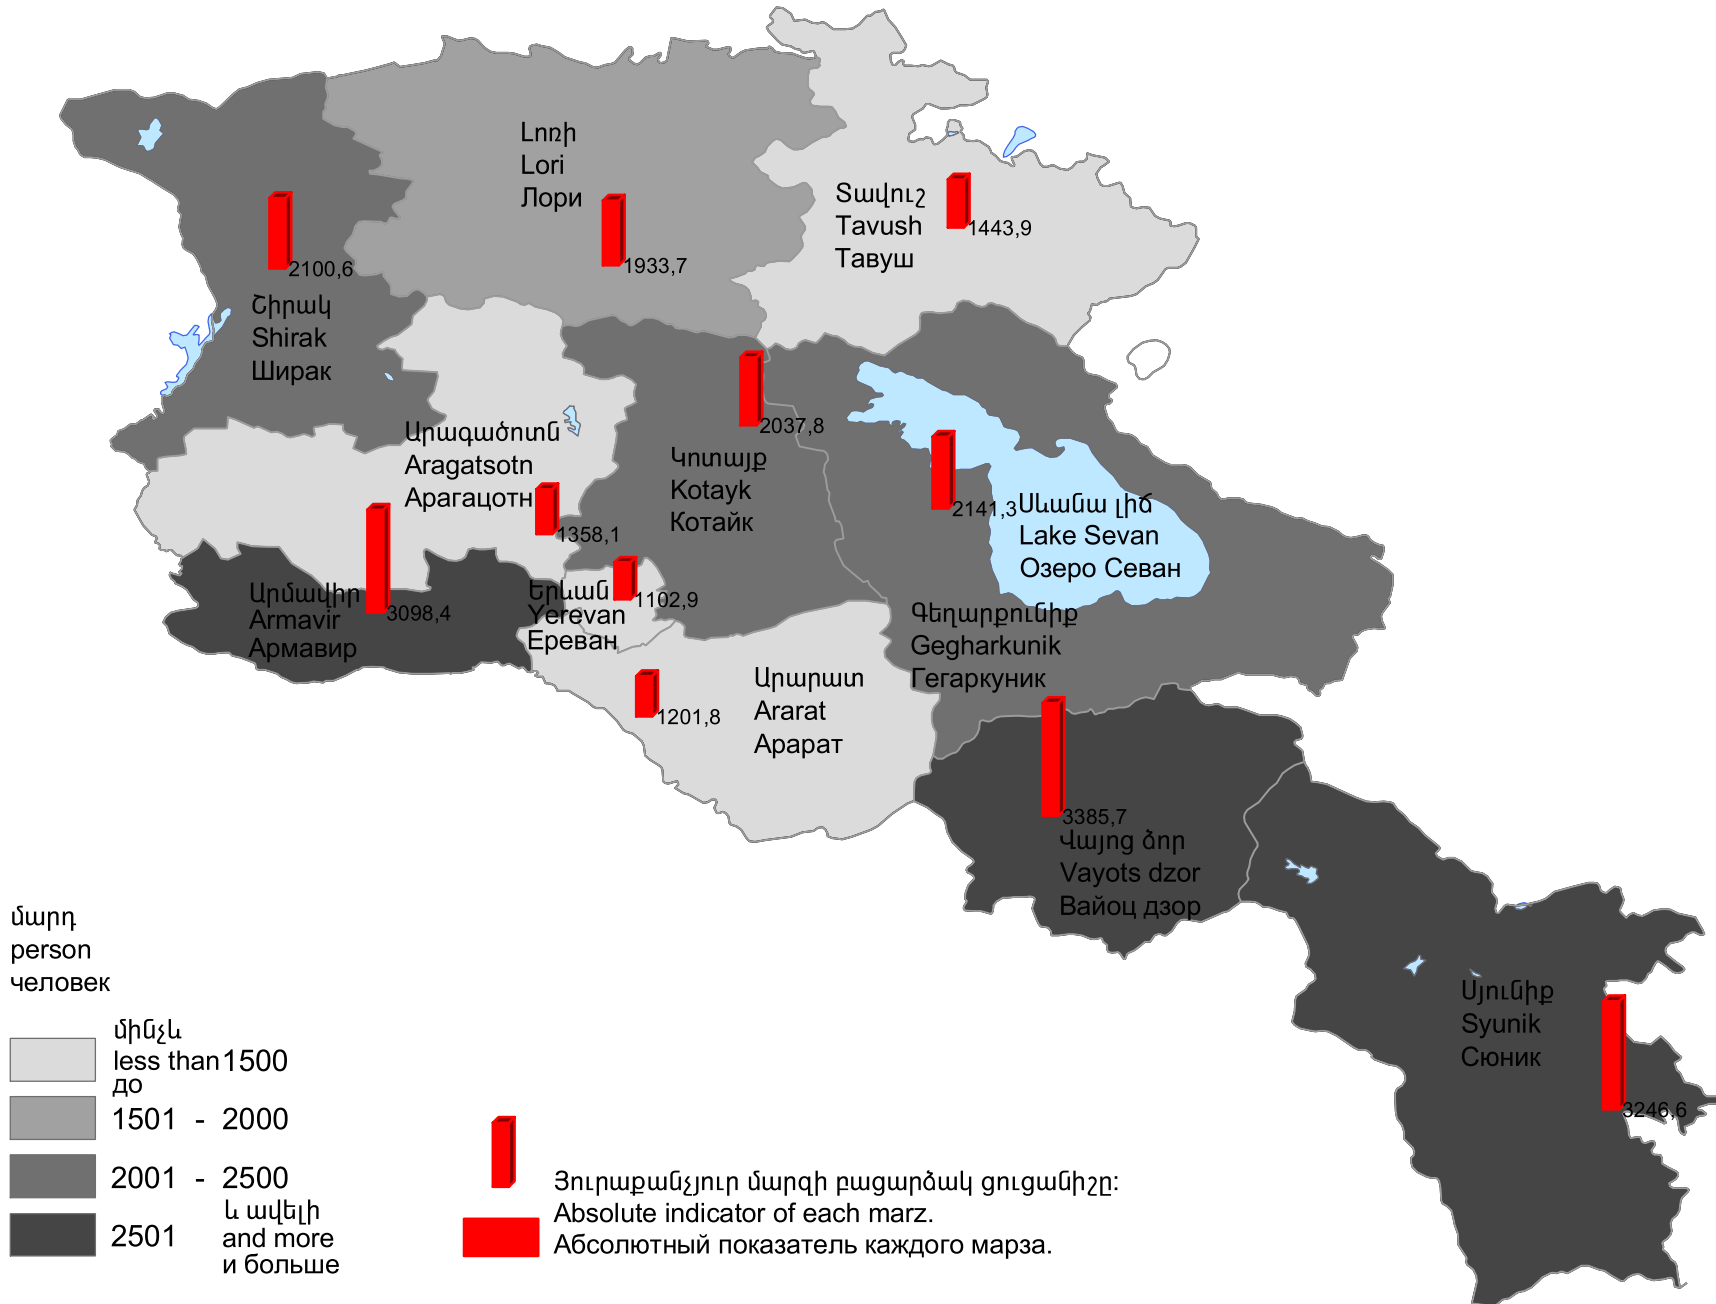 Լոռի
Lori
Лори
1933,7
Տավուշ
Tavush
Тавуш
1443,9
2100,6
Շիրակ
Shirak
Ширак
2037,8
Կոտայք
Kotayk
Котайк
Արագածոտն
Aragatsotn
Арагацотн
1358,1
2141,3
Սևանա լիճ
Lake Sevan
Озеро Севан
Արմավիր
Armavir
Армавир
3098,4
Երևան
Yerevan
Ереван
1102,9
Գեղարքունիք
Gegharkunik
Гегаркуник
1201,8
Արարատ
Ararat
Арарат
3385,7
Վայոց ձոր
Vayots dzor
Вайоц дзор
Սյունիք
Syunik
Сюник
3246,6
մարդ
person
человек
մինչև
less than 1500
до
1501 - 2000
2001 - 2500
2501
և ավելի
and more
и больше
Յուրաքանչյուր մարզի բացարձակ ցուցանիշը:
Absolute indicator of each marz.
Абсолютный показатель каждого марза.